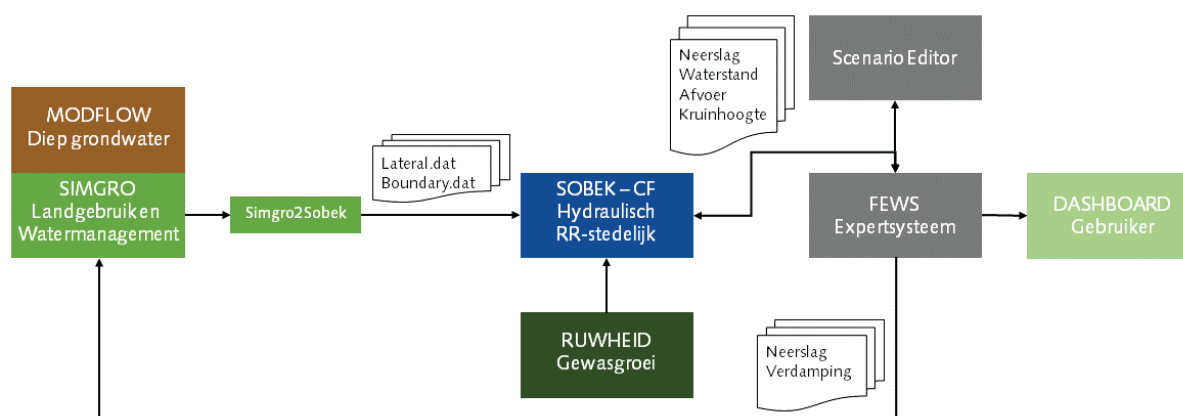 Neerslag
Waterstand
Afvoer
Kruinhoogte
Scenario Editor
MODFLOW
Diep grondwater
Lateral.dat
Boundary.dat
SIMGRO
Landgebruik en
Watermanagement
Simgro2Sobek
SOBEK – CF
Hydraulisch
RR-stedelijk
FEWS
Expertsysteem
DASHBOARD
Gebruiker
RUWHEID
Gewasgroei
Neerslag
Verdamping